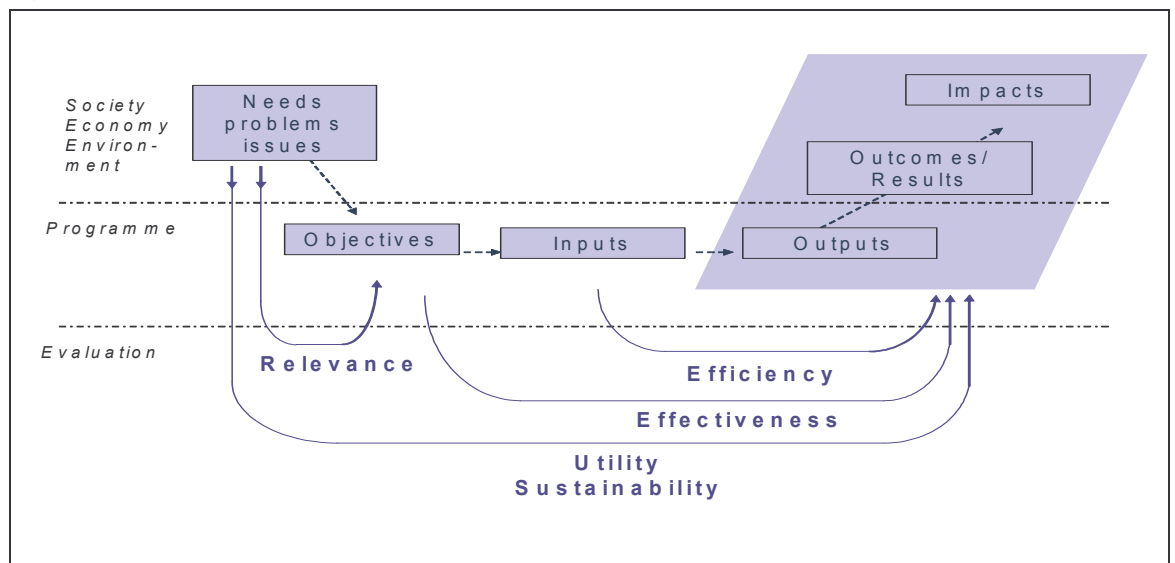 Impacts
Society
Economy
Environ-
ment
Needs
problems
issues
Outcomes/
Results
Programme
Objectives
Inputs
Outputs
Evaluation
Relevance
Efficiency
Effectiveness
Utility
Sustainability